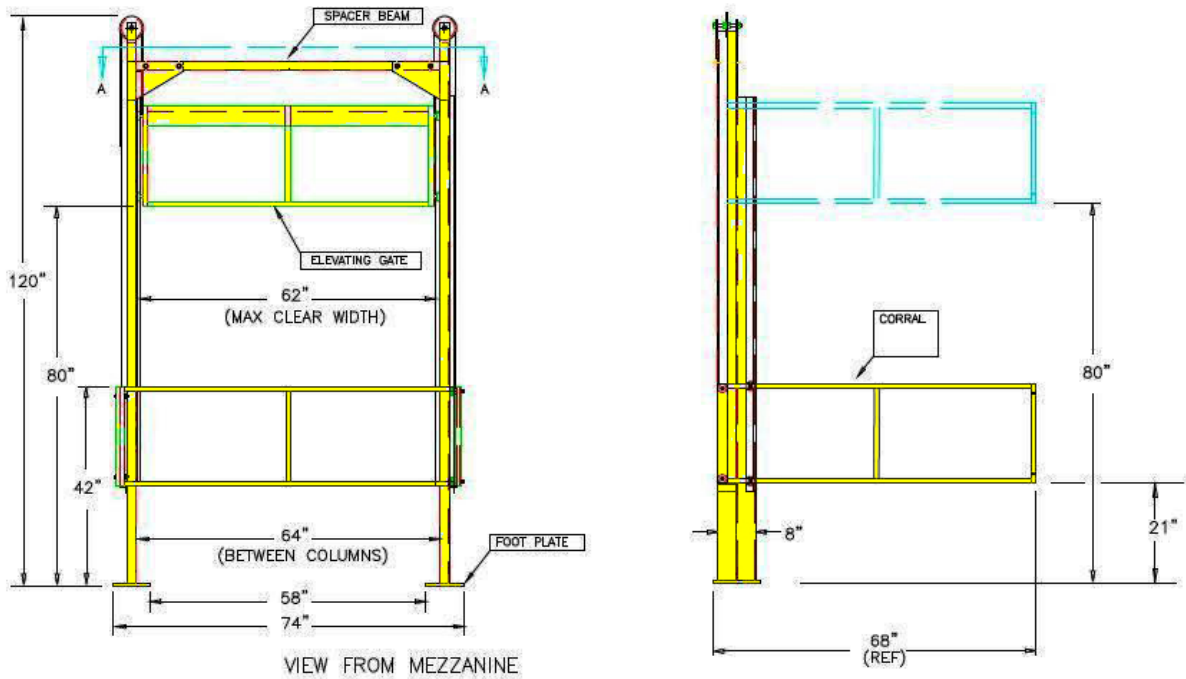 SPACER BEAM
A
A
ELEVATING GATE
120"
62"
(MAX CLEAR WIDTH)
80"
42"
64"
(BETWEEN COLUMNS)
FOOT PLATE
58"
74"
VIEW FROM MEZZANINE
CORRAL
80"
8"
21"
68"
(REF)